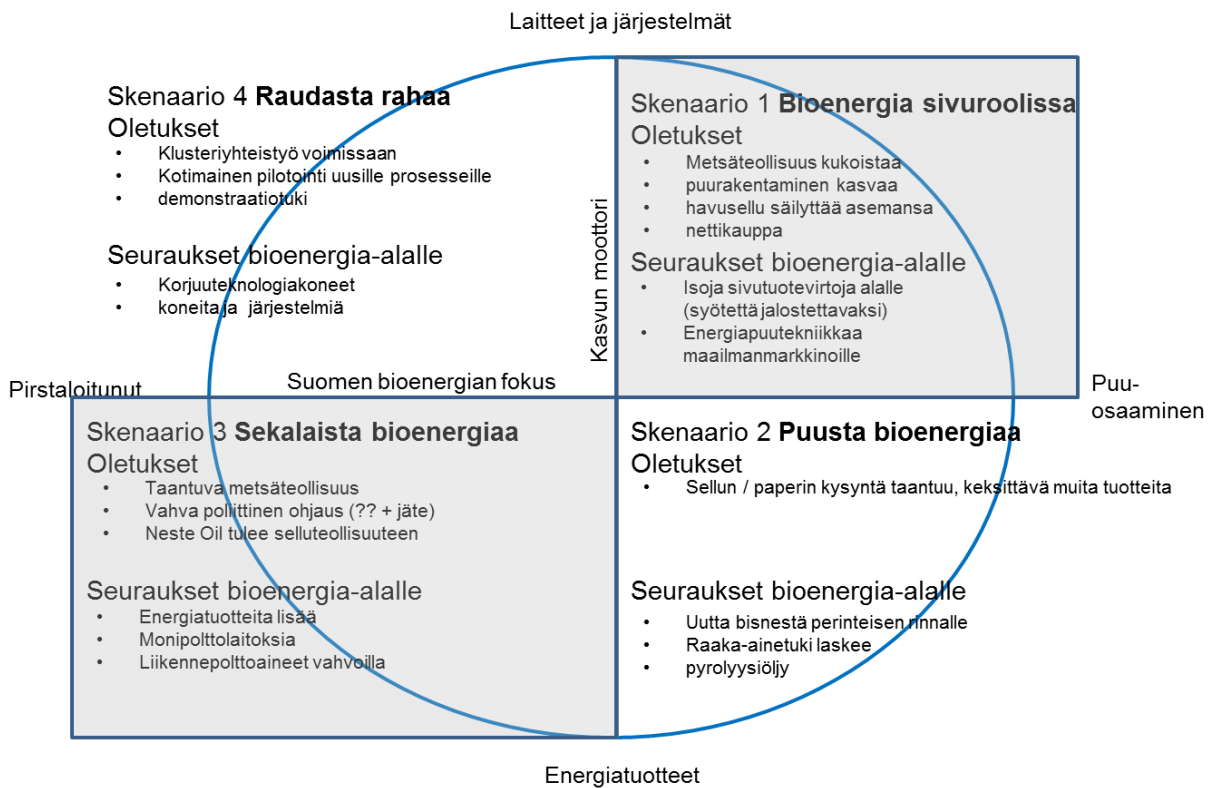 Laitteet ja järjestelmät
Skenaario 4 Raudasta rahaa
Oletukset
• Klusteriyhteistyö voimissaan
• Kotimainen pilotointi uusille prosesseille
• demonstraatiotuki
Seuraukset bioenergia-alalle
• Korjuuteknologiakoneet
• koneita ja järjestelmiä
Kasvun moottori
Skenaario 1 Bioenergia sivuroolissa
Oletukset
• Metsäteollisuus kukoistaa
• puurakentaminen kasvaa
• havusellu säilyttää asemansa
• nettikauppa
Seuraukset bioenergia-alalle
• Isoja sivutuotevirtoja alalle
(syötettä jalostettavaksi)
• Energiapuutekniikkaa
maailmanmarkkinoille
Pirstaloitunut
Suomen bioenergian fokus
Puu-
osaaminen
Skenaario 3 Sekalaista bioenergiaa
Oletukset
• Taantuva metsäteollisuus
• Vahva poliittinen ohjaus (?? + jäte)
• Neste Oil tulee selluteollisuuteen
Seuraukset bioenergia-alalle
• Energiatuotteita lisää
• Monipolttolaitoksia
• Liikennepolttoaineet vahvoilla
Skenaario 2 Puusta bioenergiaa
Oletukset
• Sellun / paperin kysyntä taantuu, keksittävä muita tuotteita
Seuraukset bioenergia-alalle
• Uutta bisnestä perinteisen rinnalle
• Raaka-ainetuki laskee
• pyrolyysiöljy
Energiatuotteet